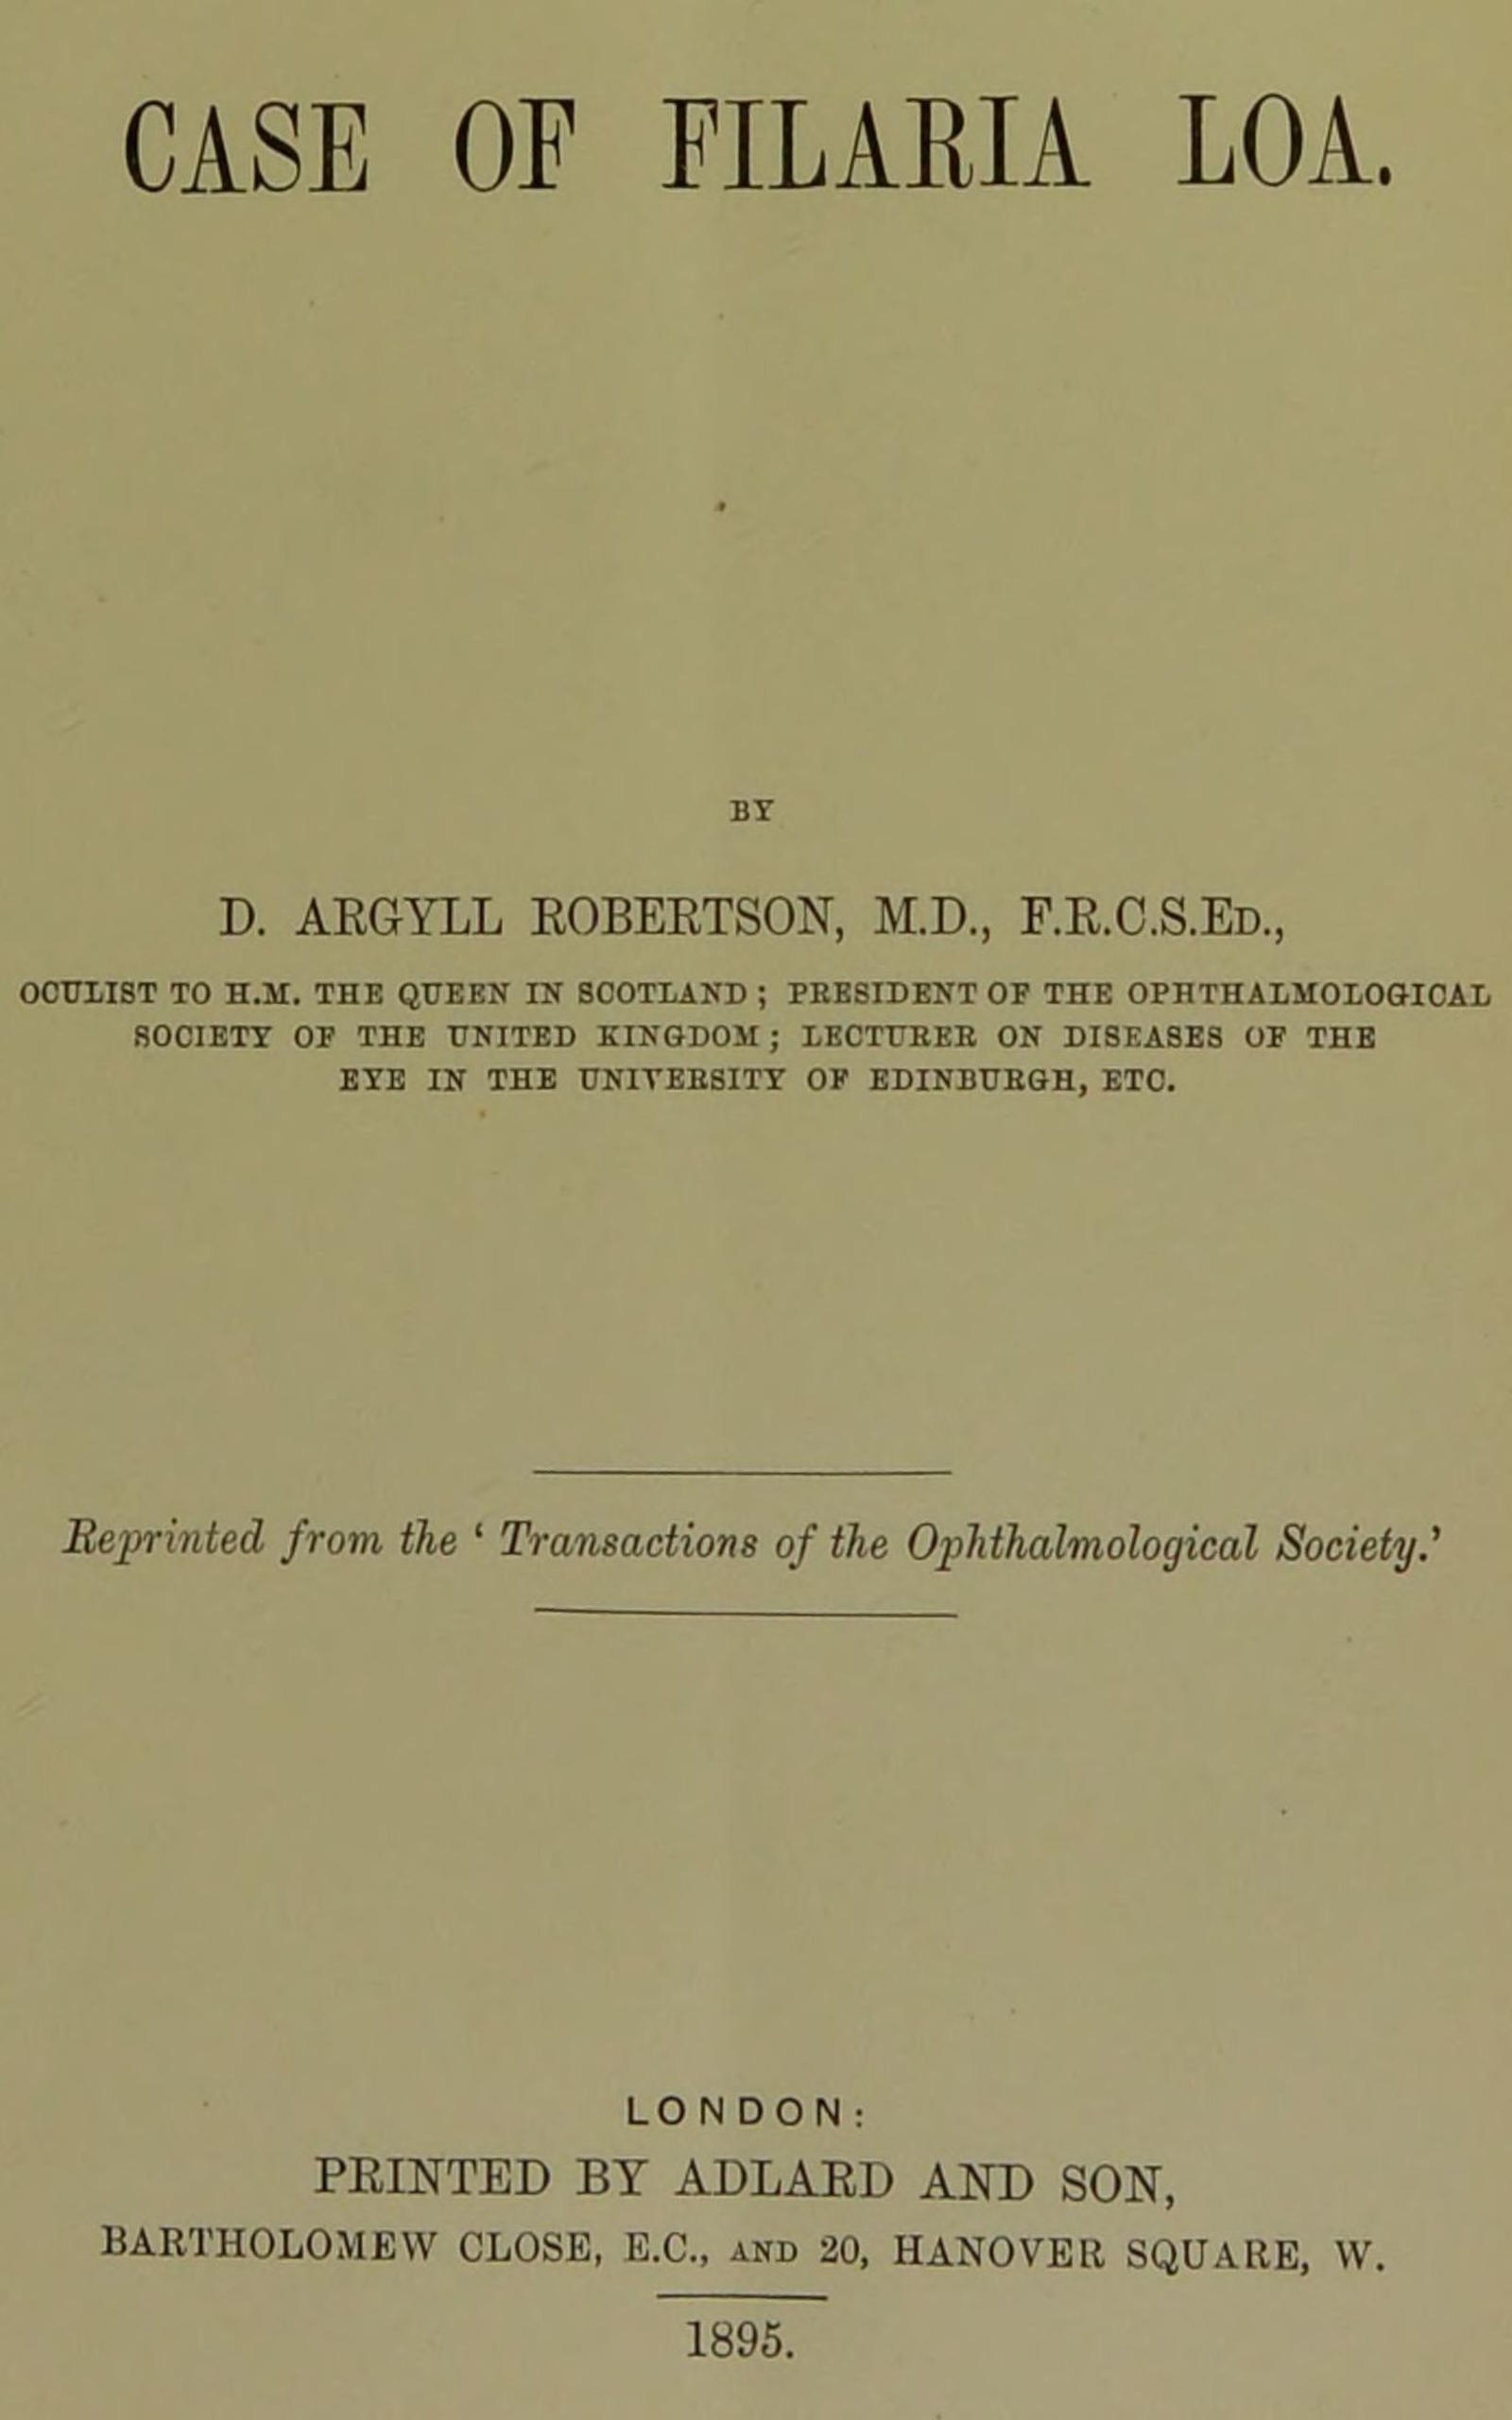 CASE OF FILARIA LOA.
BY
D. ARGYLL ROBERTSON, M.D., F.R.C.S.ED.,
OCULIST TO H.M. THE QUEEN IN SCOTLAND; PRESIDENT OF THE OPHTHALMOLOGICAL
SOCIETY OF THE UNITED KINGDOM; LECTURER ON DISEASES OF THE
EYE IN THE UNIVERSITY OF EDINBURGH, ETC.
Reprinted from the ‘Transactions of the Ophthalmological Society.’
LONDON:
PRINTED BY ADLARD AND SON,
BARTHOLOMEW CLOSE, E.C., AND 20, HANOVER SQUARE, W.
1895.